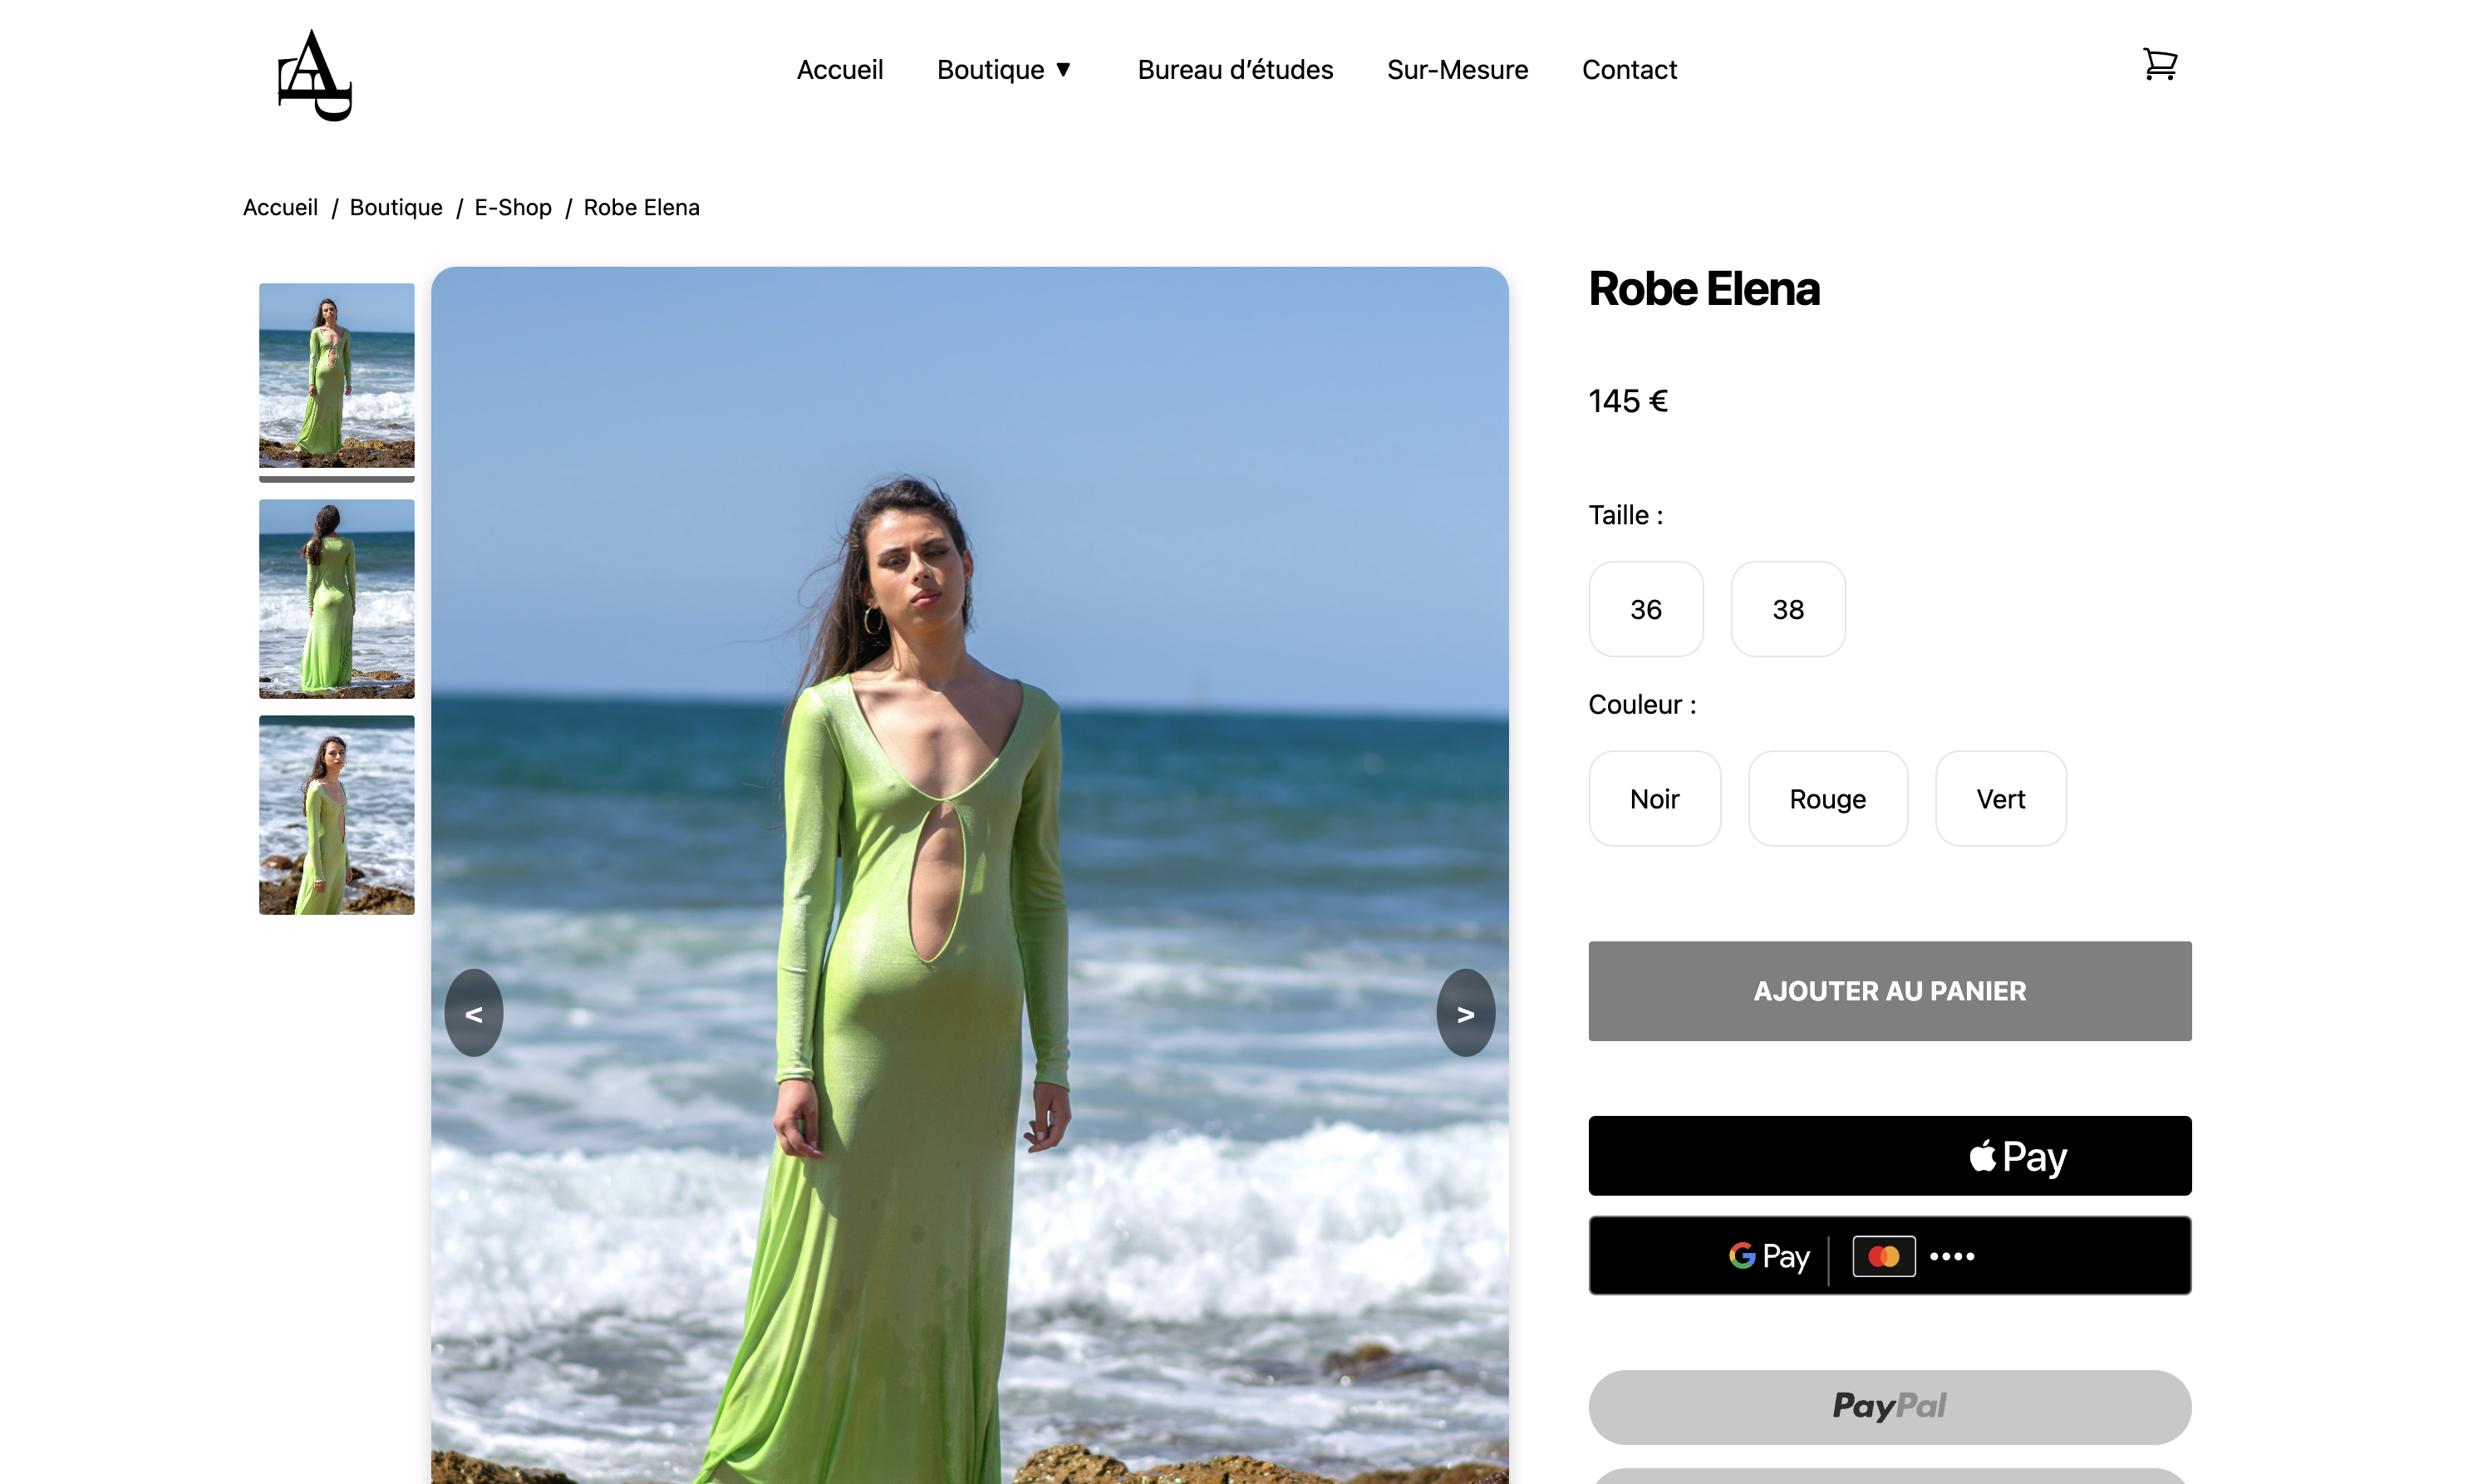 Accueil Boutique ▼ Bureau d’études Sur-Mesure Contact
Accueil / Boutique / E-Shop / Robe Elena
Robe Elena
145 €
Taille :
36 38
Couleur :
Noir Rouge Vert
< >
AJOUTER AU PANIER
Pay
G Pay ••••
PayPal